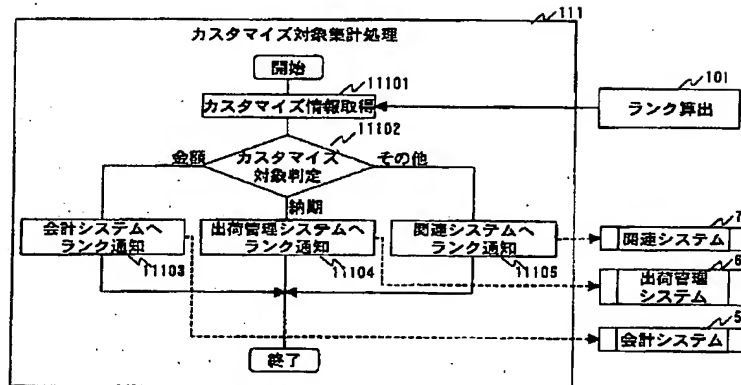 111
カスタマイズ対象集計処理
開始
11101
カスタマイズ情報取得
101
ランク算出
11102
カスタマイズ
対象判定
金額
その他
納期
会計システムへ
ランク通知
11103
出荷管理システムへ
ランク通知
11104
関連システムへ
ランク通知
11105
7
関連システム
6
出荷管理
システム
5
会計システム
終了